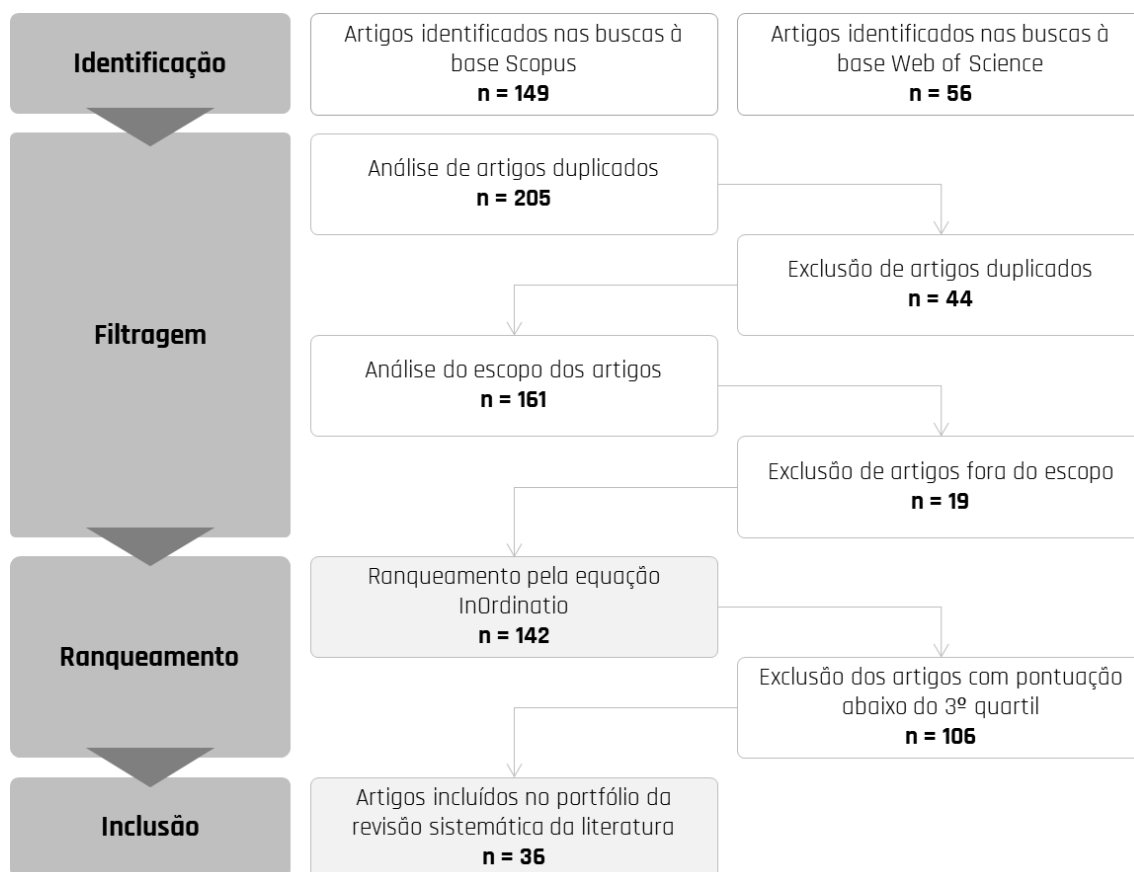 Identificação
Artigos identificados nas buscas à
base Scopus
n = 149
Artigos identificados nas buscas à
base Web of Science
n = 56
Filtragem
Análise de artigos duplicados
n = 205
Exclusão de artigos duplicados
n = 44
Análise do escopo dos artigos
n = 161
Exclusão de artigos fora do escopo
n = 19
Ranqueamento
Ranqueamento pela equação
InOrdinatio
n = 142
Exclusão dos artigos com pontuação
abaixo do 3º quartil
n = 106
Inclusão
Artigos incluídos no portfólio da
revisão sistemática da literatura
n = 36